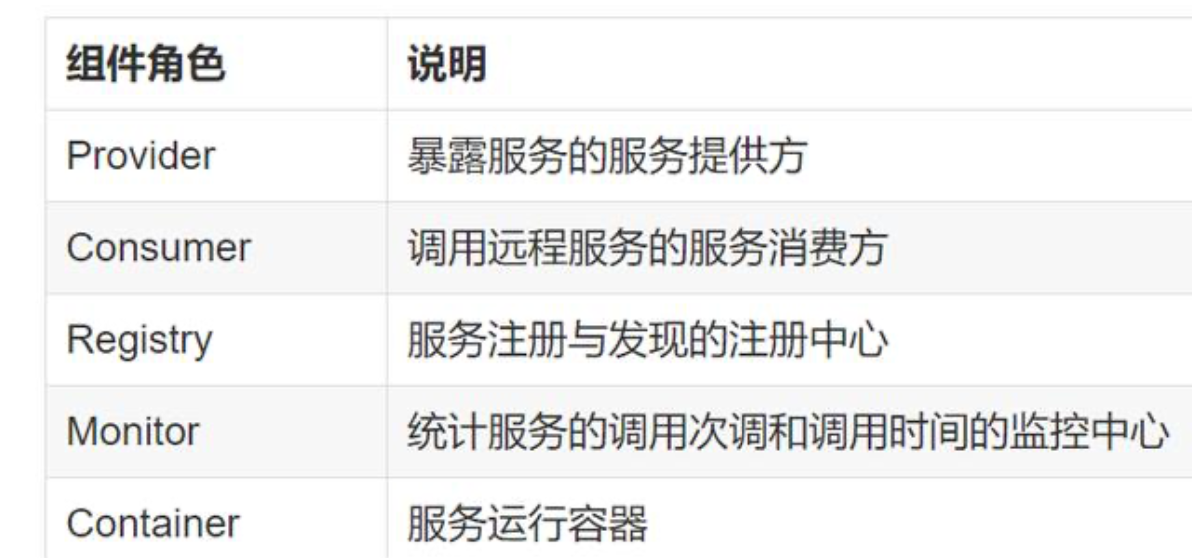 组件角色 说明
Provider 暴露服务的服务提供方
Consumer 调用远程服务的服务消费方
Registry 服务注册与发现的注册中心
Monitor 统计服务的调用次调和调用时间的监控中心
Container 服务运行容器